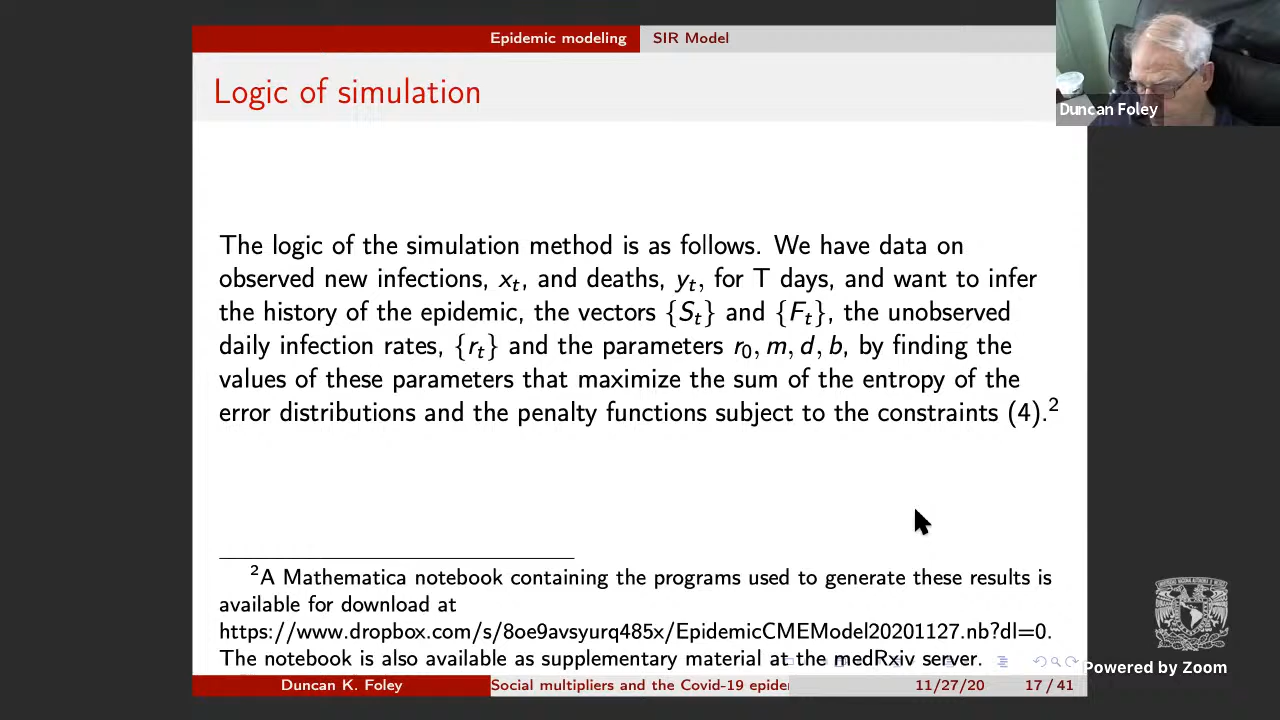 Epidemic modeling SIR Model
Logic of simulation
Duncan Foley
The logic of the simulation method is as follows. We have data on
observed new infections, xₜ, and deaths, yₜ, for T days, and want to infer
the history of the epidemic, the vectors {Sₜ} and {Fₜ}, the unobserved
daily infection rates, {rₜ} and the parameters r₀, m, d, b, by finding the
values of these parameters that maximize the sum of the entropy of the
error distributions and the penalty functions subject to the constraints (4).²
²A Mathematica notebook containing the programs used to generate these results is
available for download at
https://www.dropbox.com/s/8oe9avsyurq485x/EpidemicCMEModel20201127.nb?dl=0.
The notebook is also available as supplementary material at the medRxiv server.
Powered by Zoom
Duncan K. Foley Social multipliers and the Covid-19 11/27/20 17 / 41